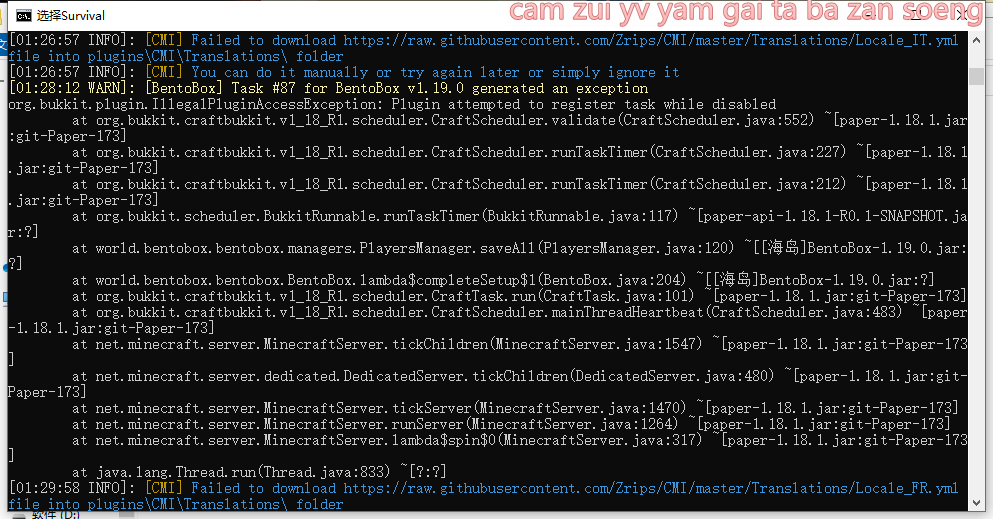 选择Survival
cam zui yv yam gai ta ba zan soeng
[01:26:57 INFO]: [CMI] Failed to download https://raw.githubusercontent.com/Zrips/CMI/master/Translations/Locale_IT.yml
file into plugins\CMI\Translations\ folder
[01:26:57 INFO]: [CMI] You can do it manually or try again later or simply ignore it
[01:28:12 WARN]: [BentoBox] Task #87 for BentoBox v1.19.0 generated an exception
org.bukkit.plugin.IllegalPluginAccessException: Plugin attempted to register task while disabled
at org.bukkit.craftbukkit.v1_18_R1.scheduler.CraftScheduler.validate(CraftScheduler.java:552) ~[paper-1.18.1.jar
:git-Paper-173]
at org.bukkit.craftbukkit.v1_18_R1.scheduler.CraftScheduler.runTaskTimer(CraftScheduler.java:227) ~[paper-1.18.1
.jar:git-Paper-173]
at org.bukkit.craftbukkit.v1_18_R1.scheduler.CraftScheduler.runTaskTimer(CraftScheduler.java:212) ~[paper-1.18.1
.jar:git-Paper-173]
at org.bukkit.scheduler.BukkitRunnable.runTaskTimer(BukkitRunnable.java:117) ~[paper-api-1.18.1-R0.1-SNAPSHOT.ja
r:?]
at world.bentobox.bentobox.managers.PlayersManager.saveAll(PlayersManager.java:120) ~[[海岛]BentoBox-1.19.0.jar:
?]
at world.bentobox.bentobox.BentoBox.lambda$completeSetup$1(BentoBox.java:204) ~[[海岛]BentoBox-1.19.0.jar:?]
at org.bukkit.craftbukkit.v1_18_R1.scheduler.CraftTask.run(CraftTask.java:101) ~[paper-1.18.1.jar:git-Paper-173]
at org.bukkit.craftbukkit.v1_18_R1.scheduler.CraftScheduler.mainThreadHeartbeat(CraftScheduler.java:483) ~[paper
-1.18.1.jar:git-Paper-173]
at net.minecraft.server.MinecraftServer.tickChildren(MinecraftServer.java:1547) ~[paper-1.18.1.jar:git-Paper-173
]
at net.minecraft.server.dedicated.DedicatedServer.tickChildren(DedicatedServer.java:480) ~[paper-1.18.1.jar:git-
Paper-173]
at net.minecraft.server.MinecraftServer.tickServer(MinecraftServer.java:1470) ~[paper-1.18.1.jar:git-Paper-173]
at net.minecraft.server.MinecraftServer.runServer(MinecraftServer.java:1264) ~[paper-1.18.1.jar:git-Paper-173]
at net.minecraft.server.MinecraftServer.lambda$spin$0(MinecraftServer.java:317) ~[paper-1.18.1.jar:git-Paper-173
]
at java.lang.Thread.run(Thread.java:833) ~[?:?]
[01:29:58 INFO]: [CMI] Failed to download https://raw.githubusercontent.com/Zrips/CMI/master/Translations/Locale_FR.yml
file into plugins\CMI\Translations\ folder
软件 (D:)